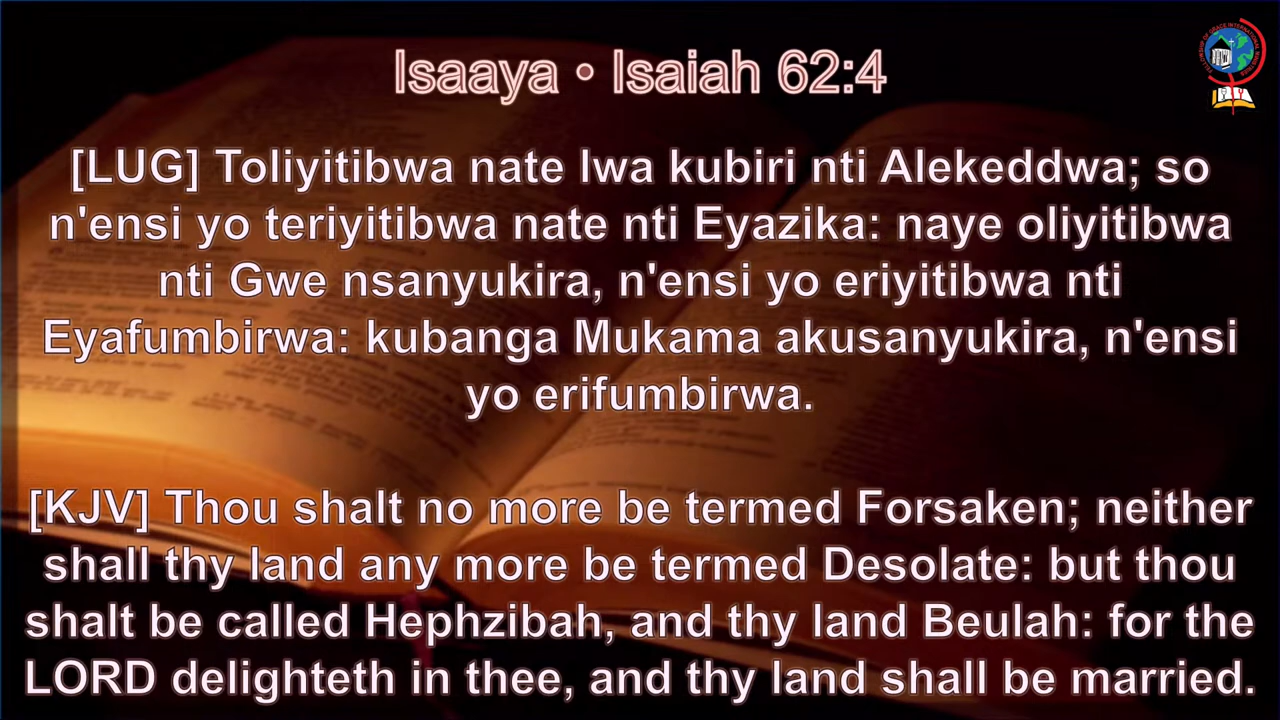 Isaaya • Isaiah 62:4
[LUG] Toliyitibwa nate lwa kubiri nti Alekeddwa; so
n'ensi yo teriyitibwa nate nti Eyazika: naye oliyitibwa
nti Gwe nsanyukira, n'ensi yo eriyitibwa nti
Eyafumbirwa: kubanga Mukama akusanyukira, n'ensi
yo erifumbirwa.
[KJV] Thou shalt no more be termed Forsaken; neither
shall thy land any more be termed Desolate: but thou
shalt be called Hephzibah, and thy land Beulah: for the
LORD delighteth in thee, and thy land shall be married.